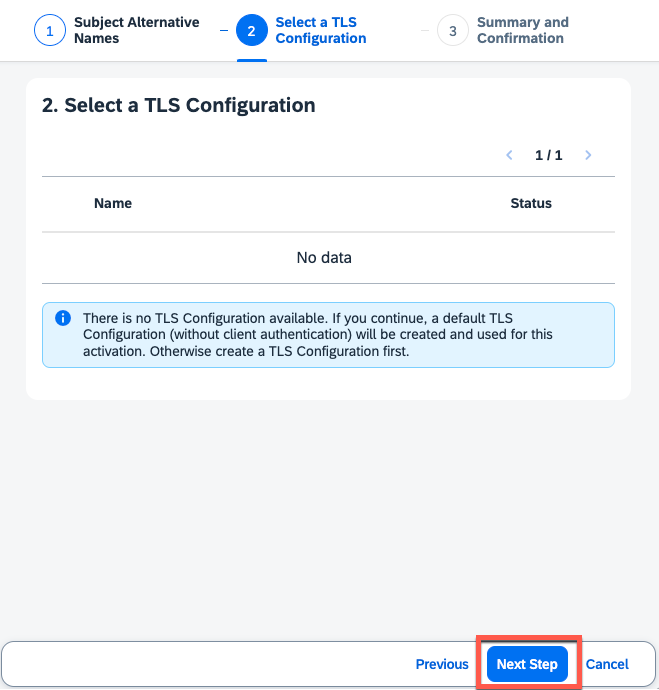 1 Subject Alternative Names
2 Select a TLS Configuration
3 Summary and Confirmation
2. Select a TLS Configuration
1 / 1
Name Status
No data
There is no TLS Configuration available. If you continue, a default TLS
Configuration (without client authentication) will be created and used for this
activation. Otherwise create a TLS Configuration first.
Previous Next Step Cancel